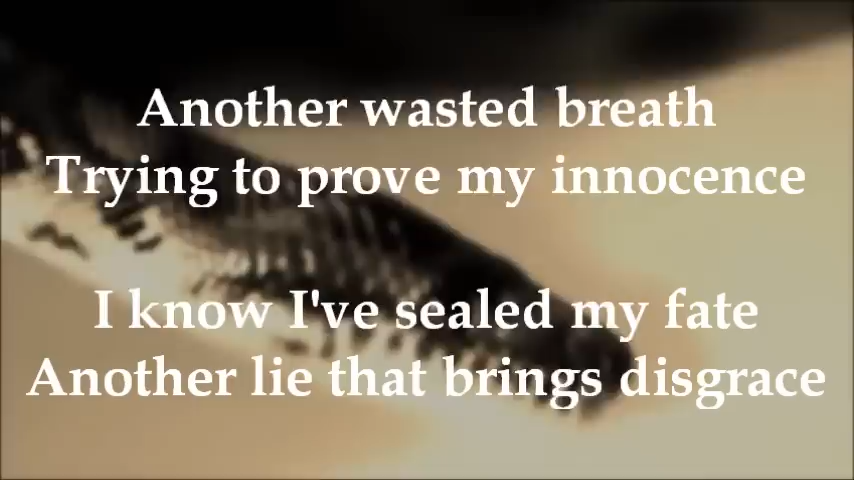 Another wasted breath
Trying to prove my innocence
I know I've sealed my fate
Another lie that brings disgrace